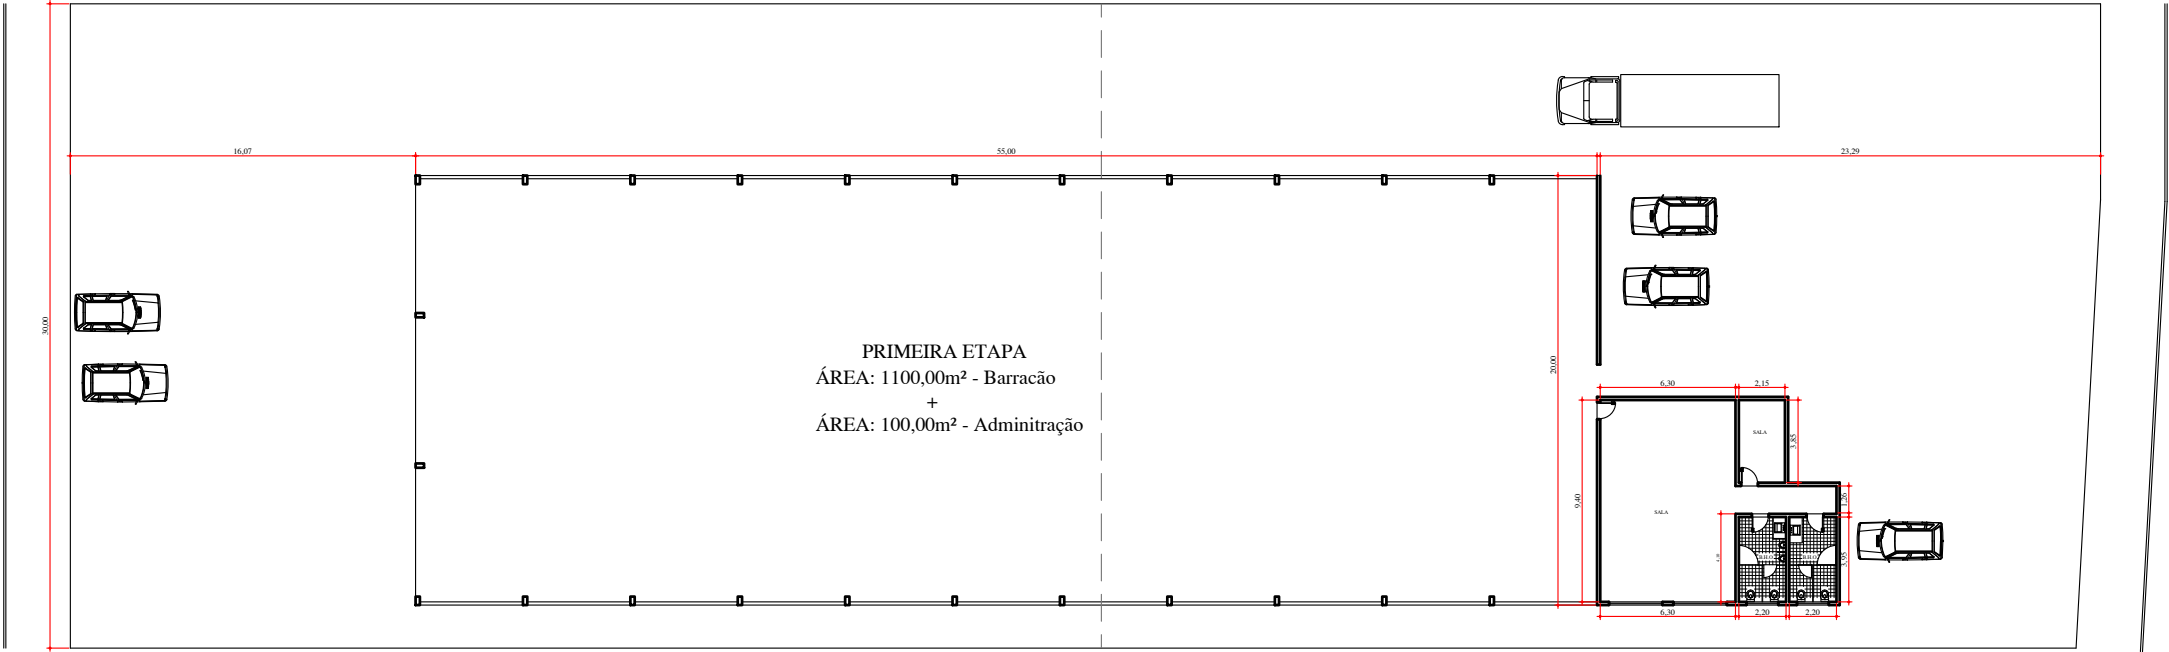 16,07
55,00
23,29
30,00
20,00
PRIMEIRA ETAPA
ÁREA: 1100,00m² - Barracão
+
ÁREA: 100,00m² - Adminitração
6,30
2,15
SALA
3,85
9,40
SALA
1,26
B.H.O
B.H.O
3,95
6,30
2,20
2,20